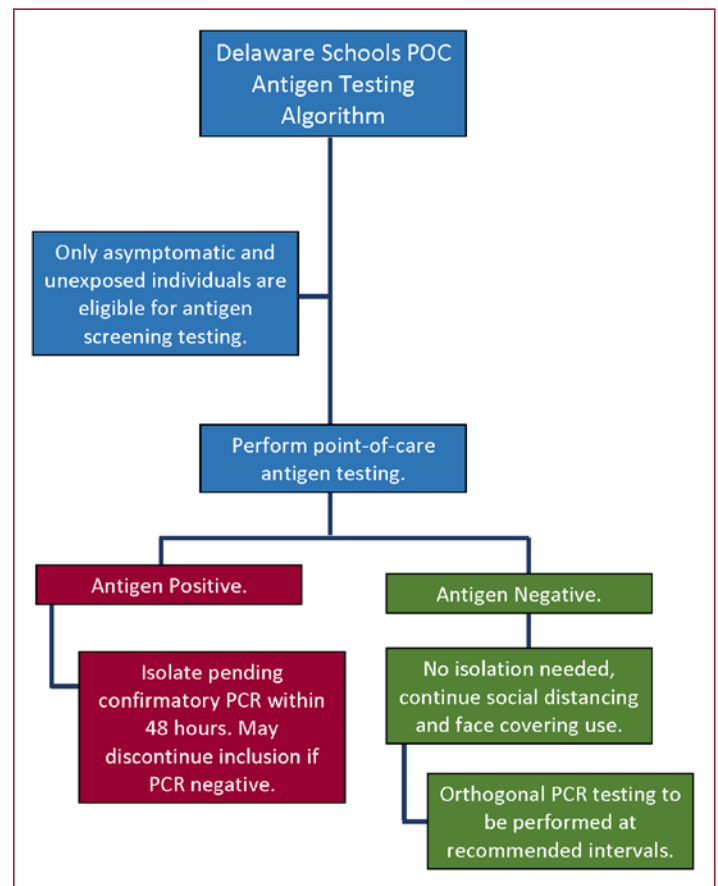 Delaware Schools POC
Antigen Testing
Algorithm
Only asymptomatic and
unexposed individuals are
eligible for antigen
screening testing.
Perform point-of-care
antigen testing.
Antigen Positive.
Isolate pending
confirmatory PCR within
48 hours. May
discontinue inclusion if
PCR negative.
Antigen Negative.
No isolation needed,
continue social distancing
and face covering use.
Orthogonal PCR testing to
be performed at
recommended intervals.